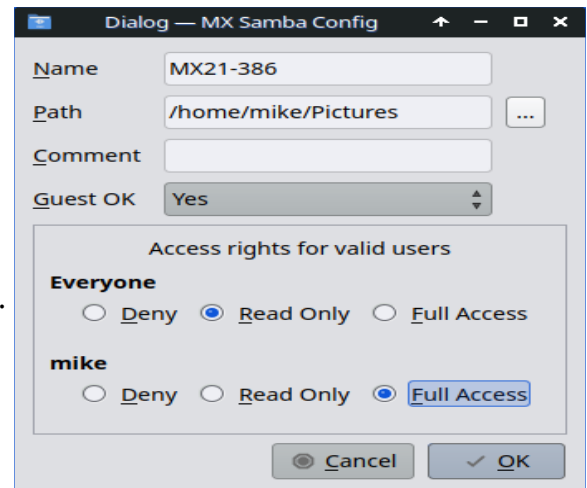 Dialog — MX Samba Config
Name MX21-386
Path /home/mike/Pictures ...
Comment
Guest OK Yes
Access rights for valid users
Everyone
Deny Read Only Full Access
mike
Deny Read Only Full Access
Cancel OK